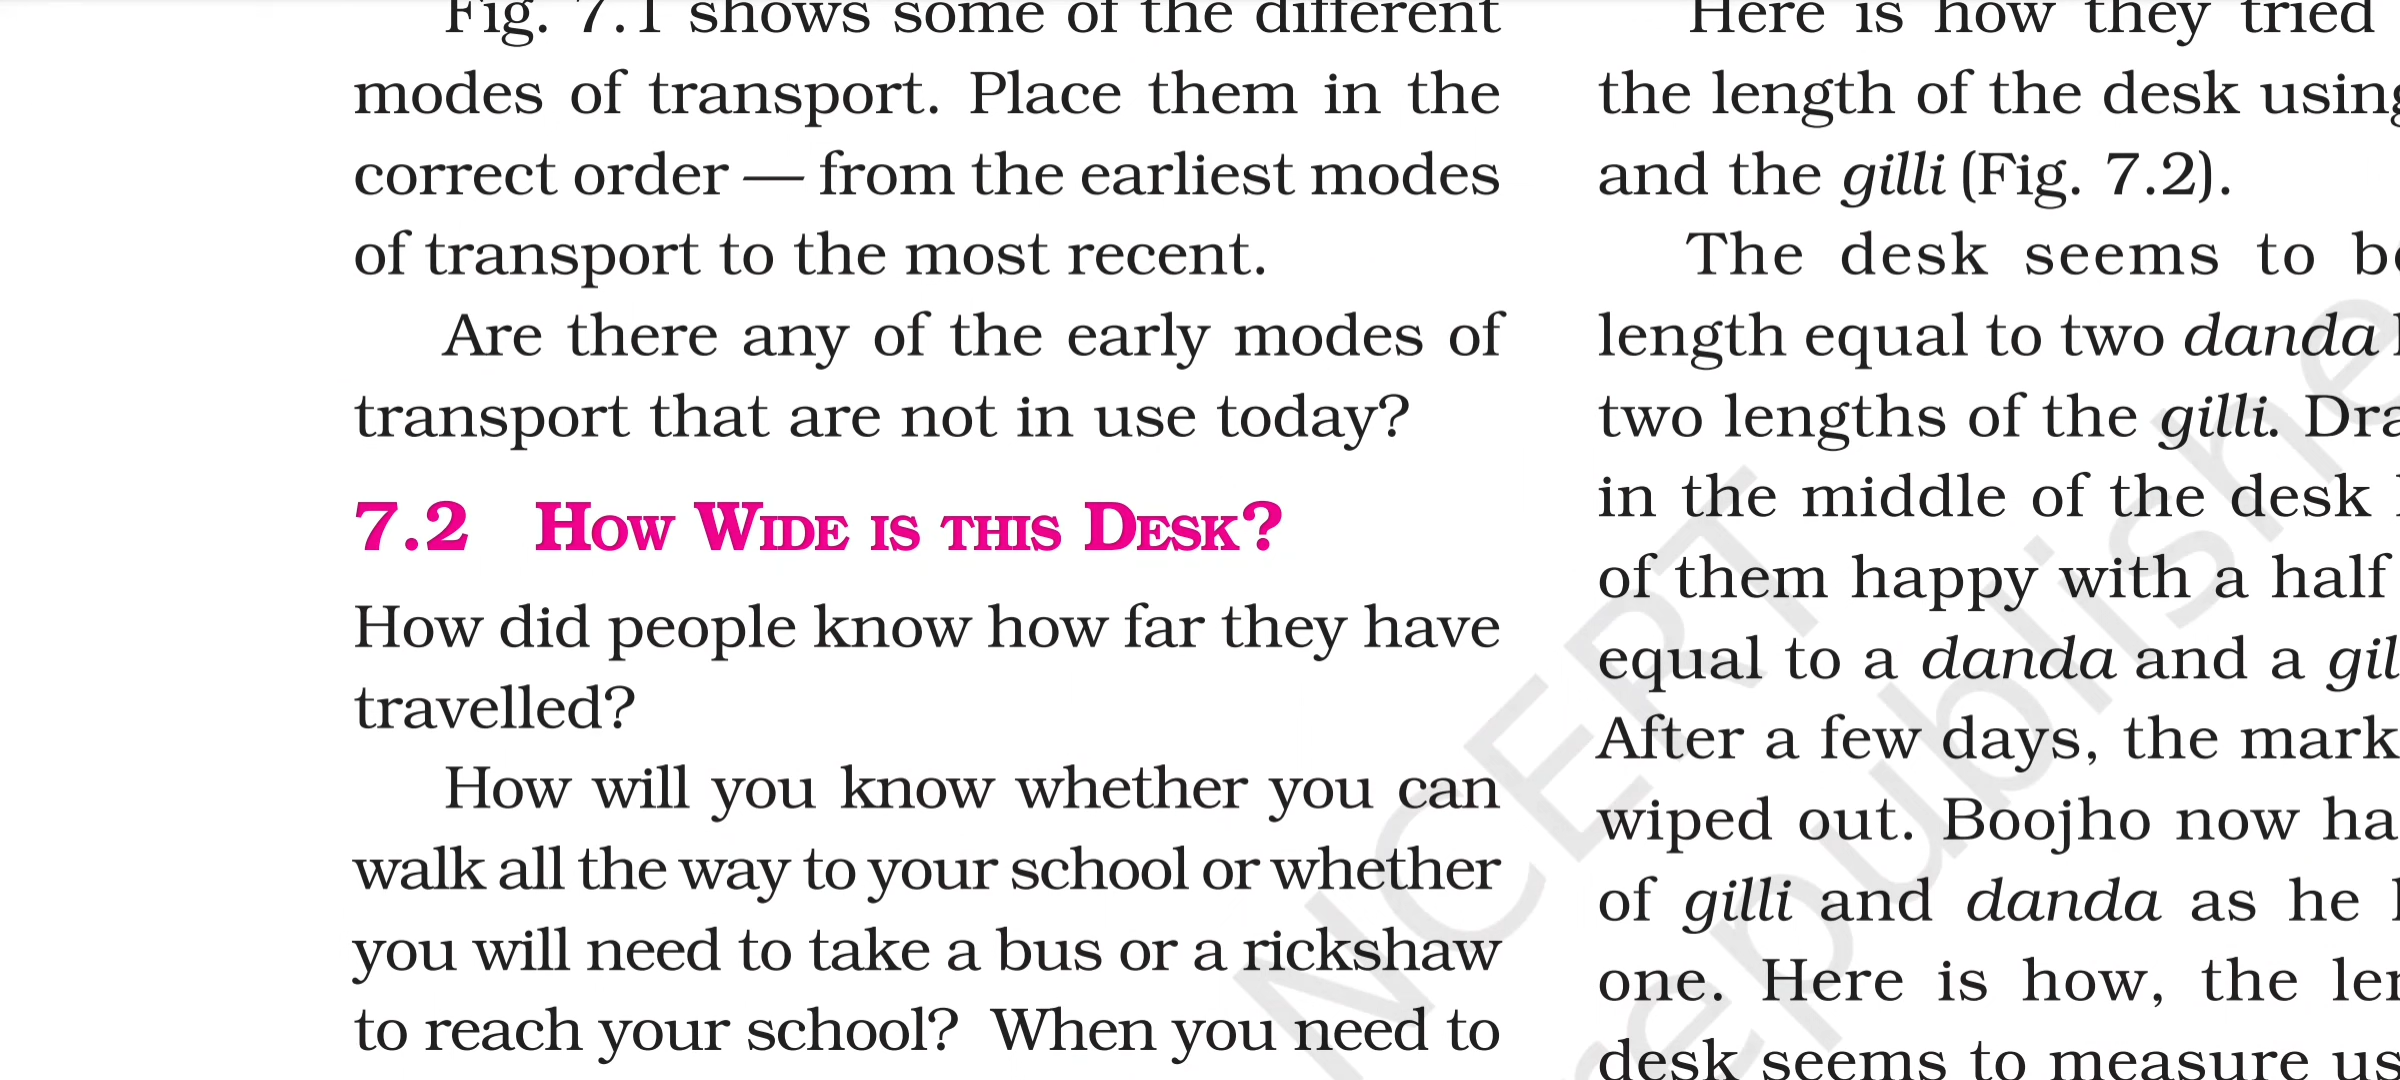 Fig. 7.1 shows some of the different
modes of transport. Place them in the
correct order — from the earliest modes
of transport to the most recent.
Are there any of the early modes of
transport that are not in use today?
7.2 HOW WIDE IS THIS DESK?
How did people know how far they have
travelled?
How will you know whether you can
walk all the way to your school or whether
you will need to take a bus or a rickshaw
to reach your school? When you need to
Here is how they tried
the length of the desk using
and the gilli (Fig. 7.2).
The desk seems to
length equal to two danda
two lengths of the gilli.
in the middle of the desk
of them happy with a half
equal to a danda and a
After a few days, the mark
wiped out. Boojho now
of gilli and danda as he
one. Here is how, the
desk seems to measure
NCERT